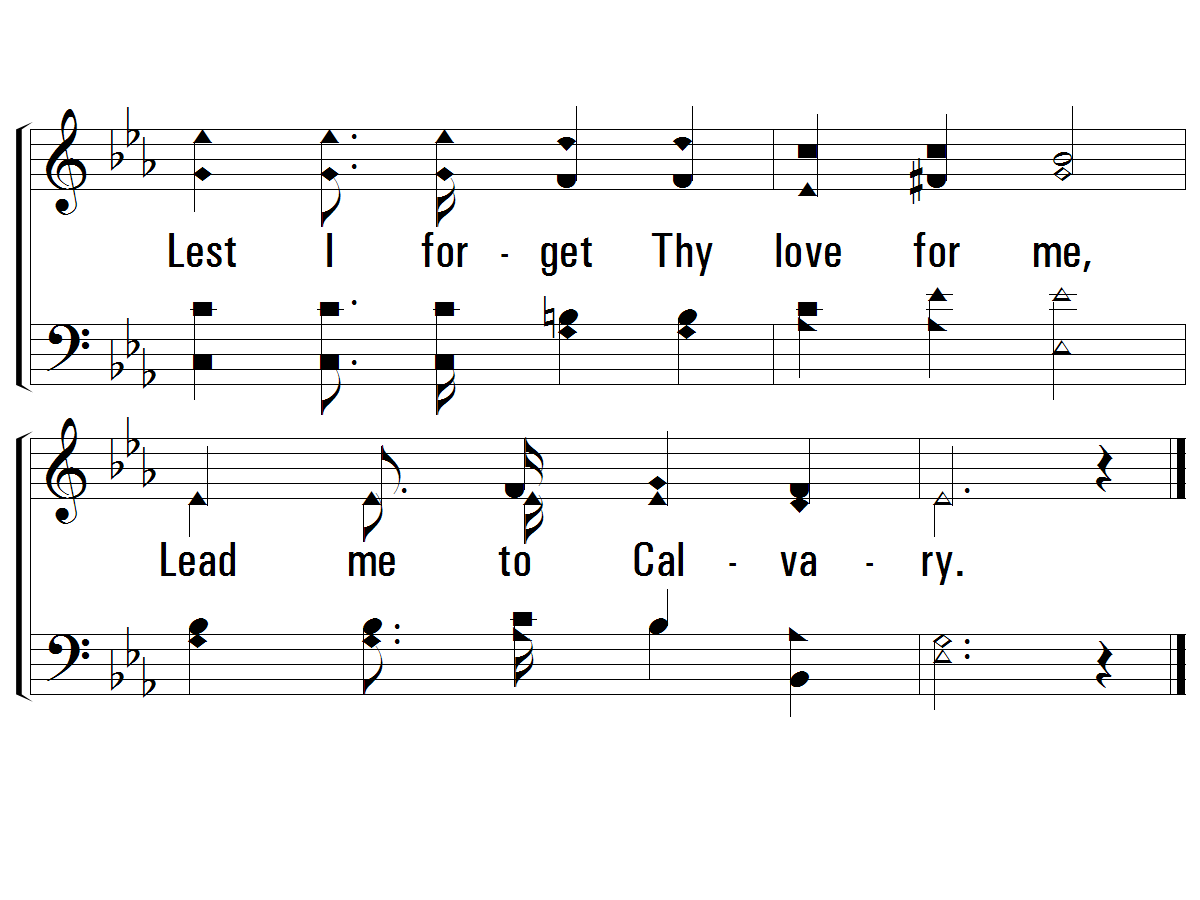 Lest I for - get Thy love for me,
Lead me to Cal - va - ry.